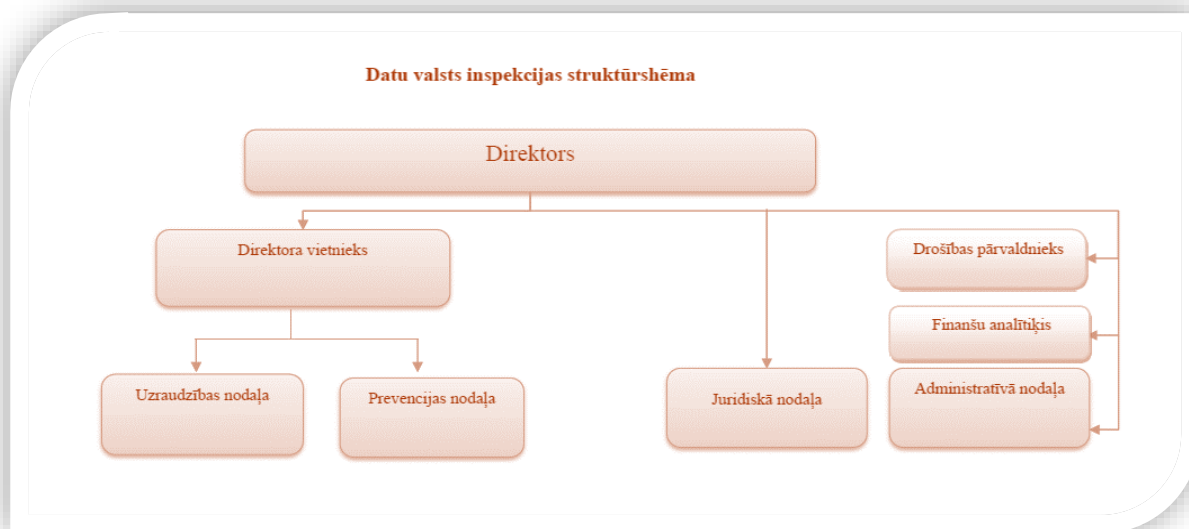 Datu valsts inspekcijas struktūrshēma
Direktors
Direktora vietnieks
Drošības pārvaldnieks
Finanšu analītiķis
Uzraudzības nodaļa
Prevencijas nodaļa
Juridiskā nodaļa
Administratīvā nodaļa